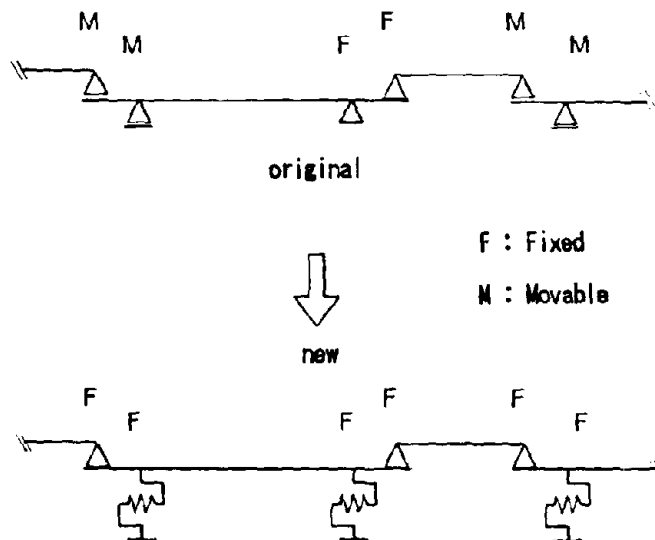 M M F F M M
original
F : Fixed
M : Movable
new
F F F F F F